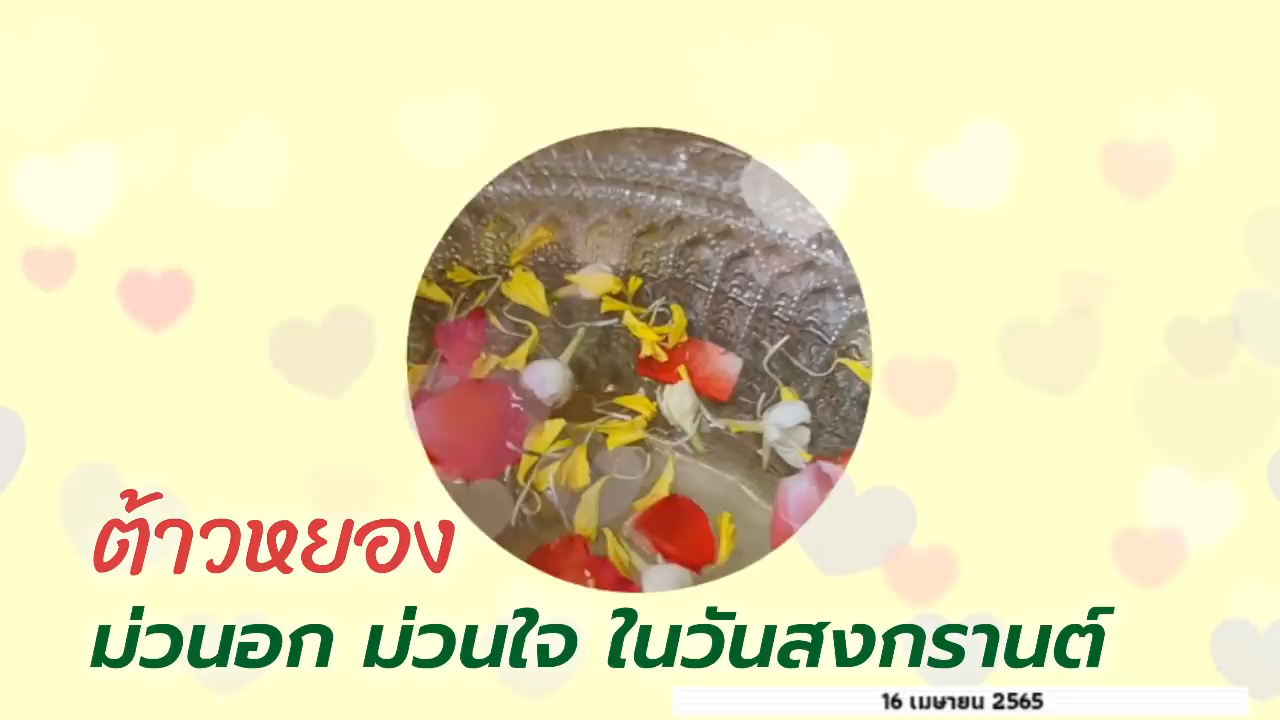 ต้าวหยอง
ม่วนอก ม่วนใจ ในวันสงกรานต์
16 เมษายน 2565